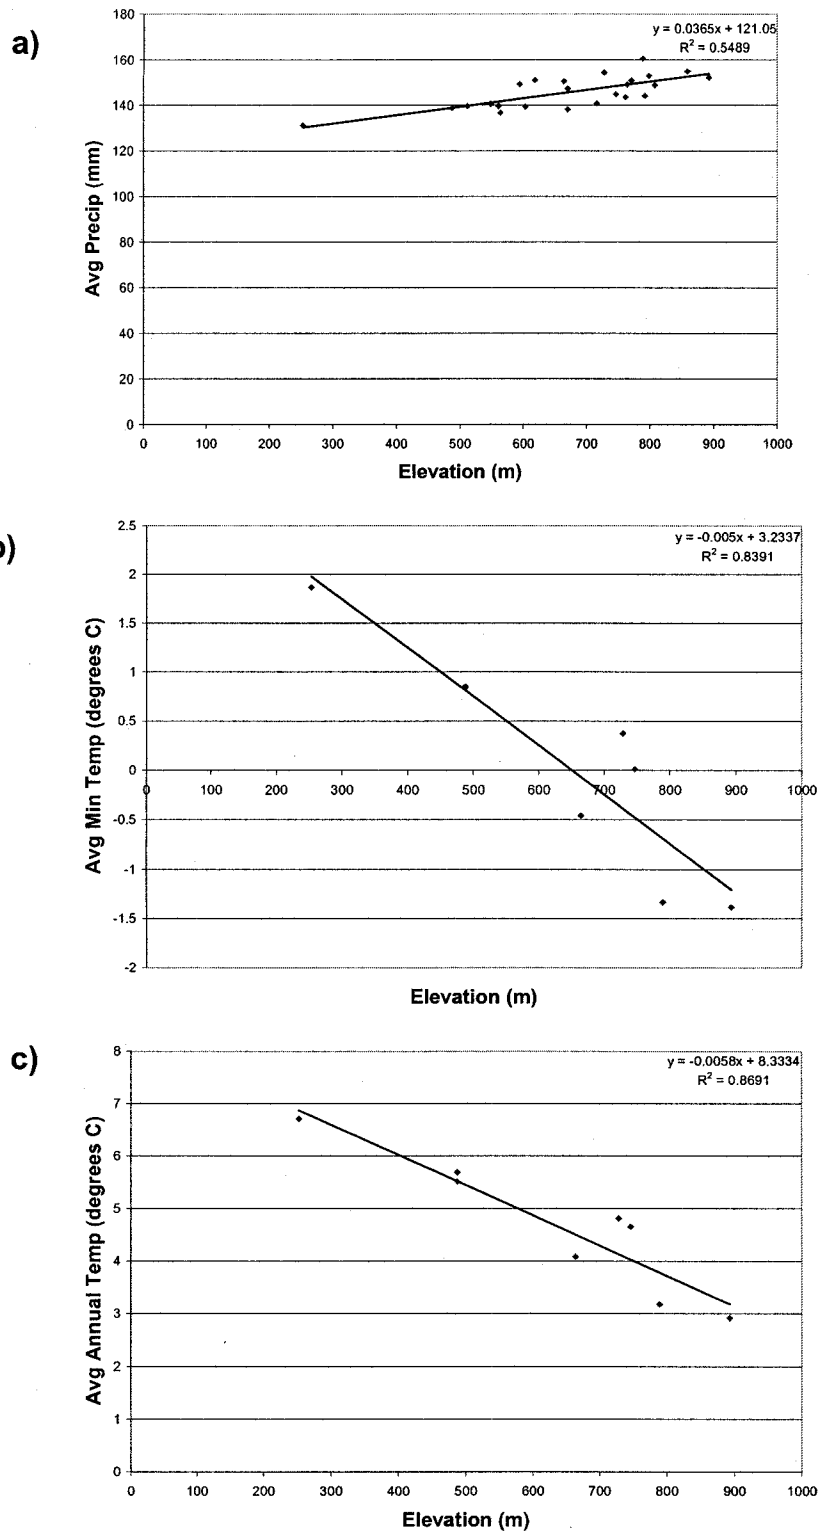 a)
180
160
140
120
100
80
60
40
20
0
y = 0.0365x + 121.05
R² = 0.5489
Avg Precip (mm)
0 100 200 300 400 500 600 700 800 900 1000
Elevation (m)
b)
2.5
2
1.5
1
0.5
0
-0.5
-1
-1.5
-2
y = -0.005x + 3.2337
R² = 0.8391
Avg Min Temp (degrees C)
0 100 200 300 400 500 600 700 800 900 1000
Elevation (m)
c)
8
7
6
5
4
3
2
1
0
y = -0.0058x + 8.3334
R² = 0.8691
Avg Annual Temp (degrees C)
0 100 200 300 400 500 600 700 800 900 1000
Elevation (m)